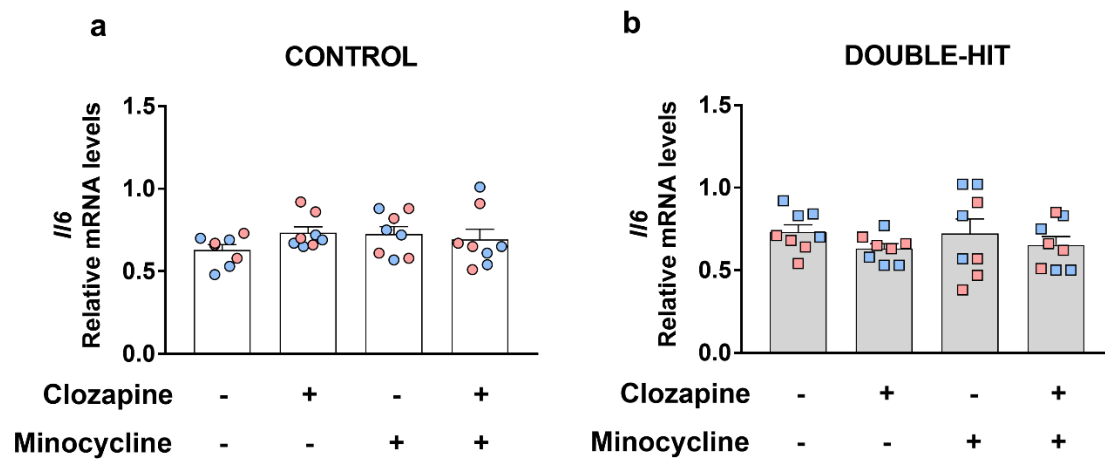 a
CONTROL
Il6
Relative mRNA levels
1.5
1.0
0.5
0.0
Clozapine - + - +
Minocycline - - + +
b
DOUBLE-HIT
Il6
Relative mRNA levels
1.5
1.0
0.5
0.0
Clozapine - + - +
Minocycline - - + +